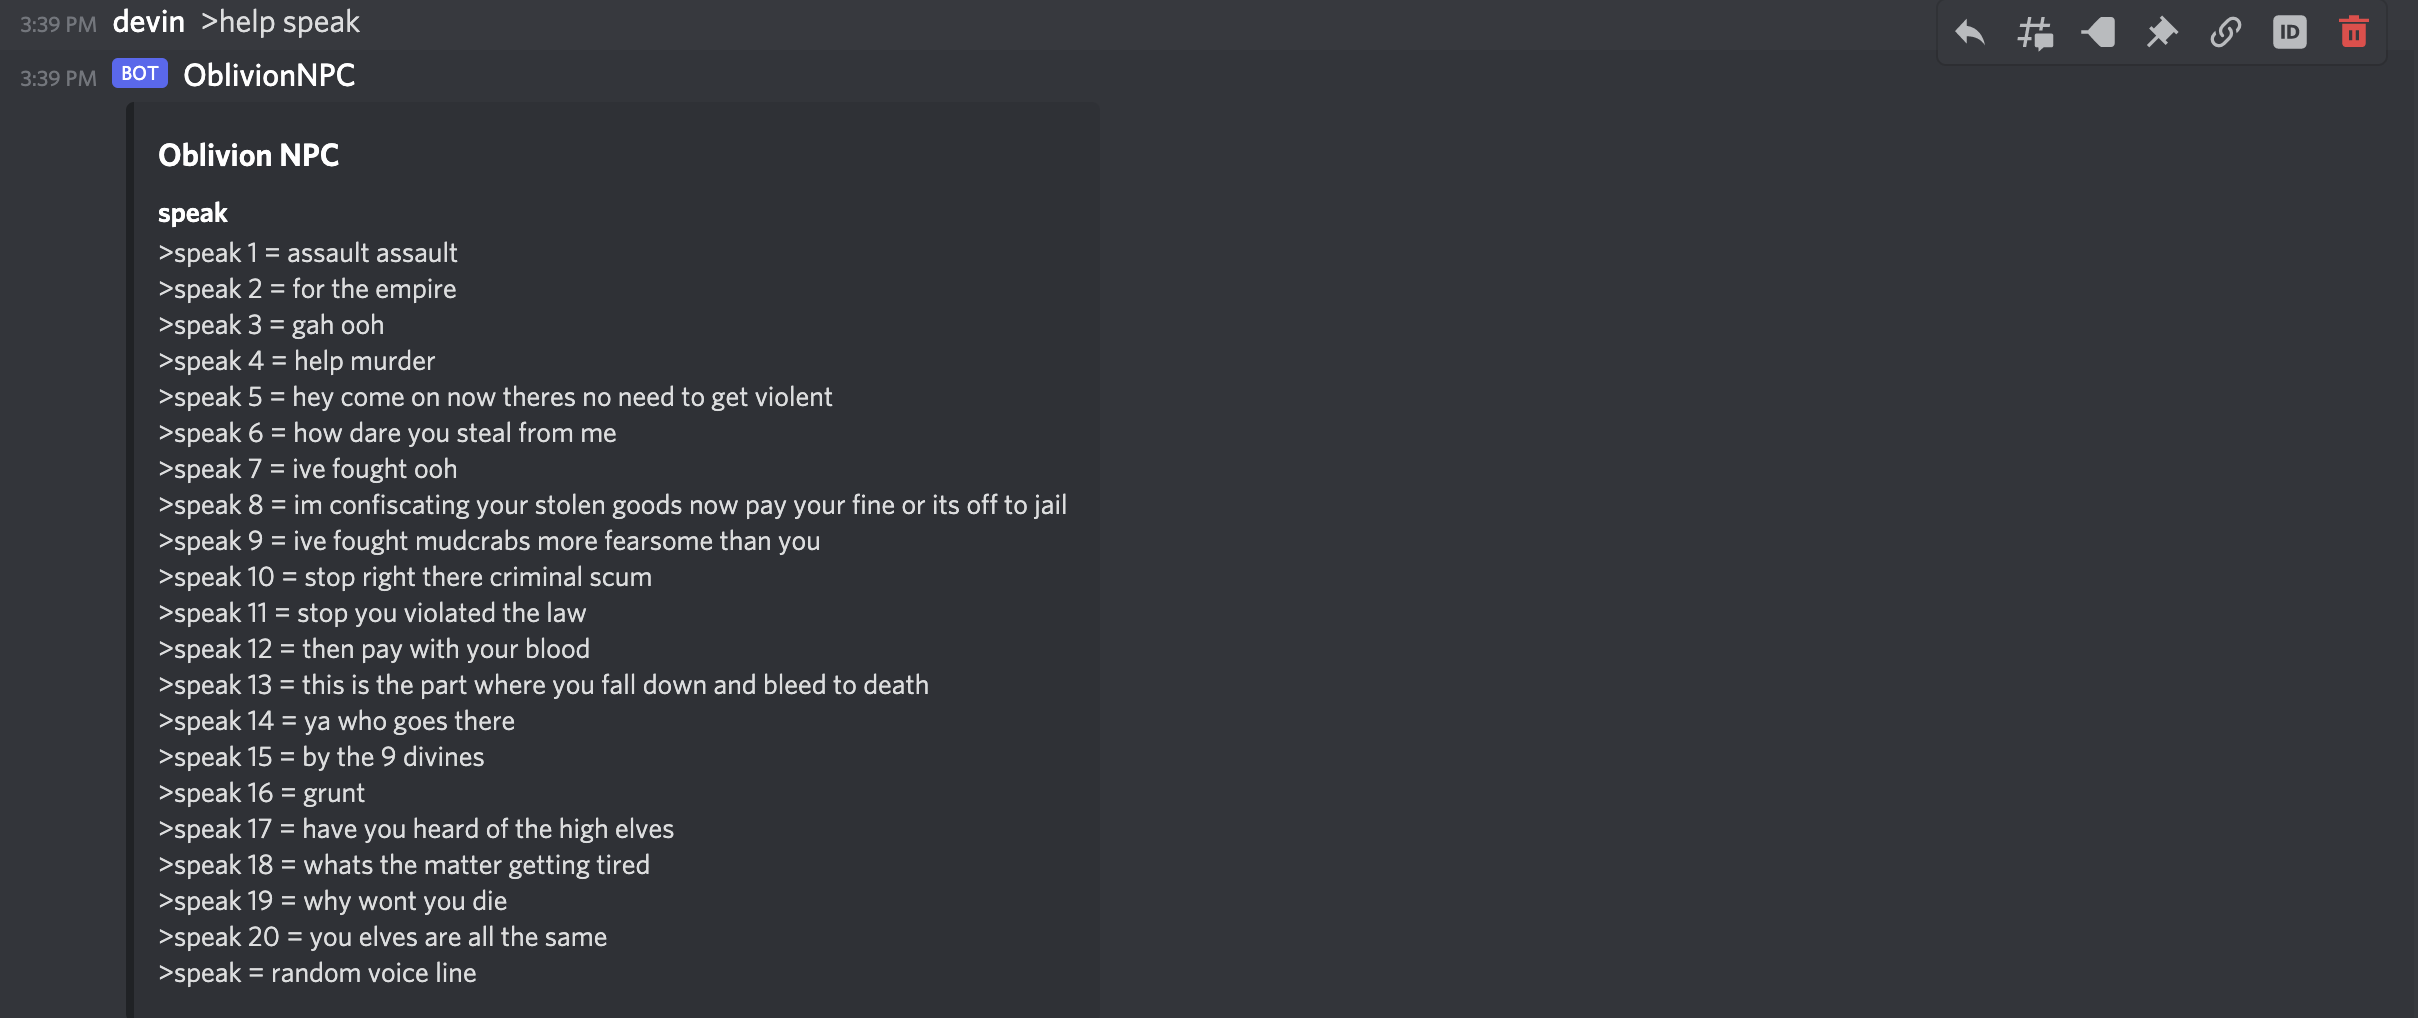 3:39 PM devin >help speak
3:39 PM BOT OblivionNPC
ID
Oblivion NPC
speak
>speak 1 = assault assault
>speak 2 = for the empire
>speak 3 = gah ooh
>speak 4 = help murder
>speak 5 = hey come on now theres no need to get violent
>speak 6 = how dare you steal from me
>speak 7 = ive fought ooh
>speak 8 = im confiscating your stolen goods now pay your fine or its off to jail
>speak 9 = ive fought mudcrabs more fearsome than you
>speak 10 = stop right there criminal scum
>speak 11 = stop you violated the law
>speak 12 = then pay with your blood
>speak 13 = this is the part where you fall down and bleed to death
>speak 14 = ya who goes there
>speak 15 = by the 9 divines
>speak 16 = grunt
>speak 17 = have you heard of the high elves
>speak 18 = whats the matter getting tired
>speak 19 = why wont you die
>speak 20 = you elves are all the same
>speak = random voice line